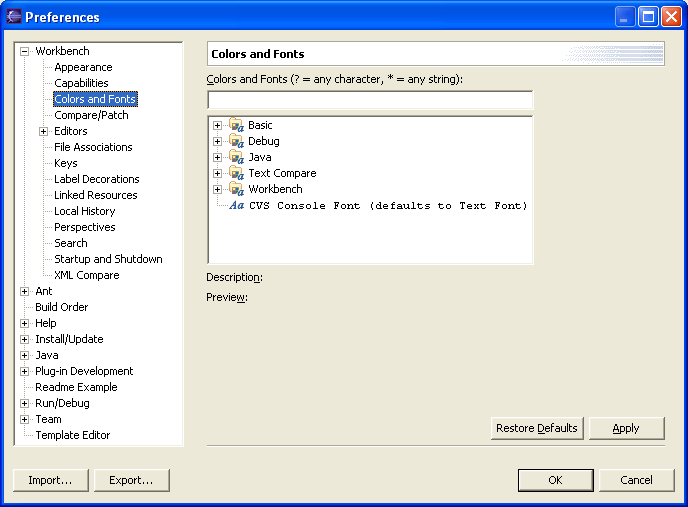 Preferences
Workbench
Appearance
Capabilities
Colors and Fonts
Compare/Patch
Editors
File Associations
Keys
Label Decorations
Linked Resources
Local History
Perspectives
Search
Startup and Shutdown
XML Compare
Ant
Build Order
Help
Install/Update
Java
Plug-in Development
Readme Example
Run/Debug
Team
Template Editor
Colors and Fonts
Colors and Fonts (? = any character, * = any string):
Basic
Debug
Java
Text Compare
Workbench
Aa CVS Console Font (defaults to Text Font)
Description:
Preview:
Restore Defaults
Apply
Import...
Export...
OK
Cancel